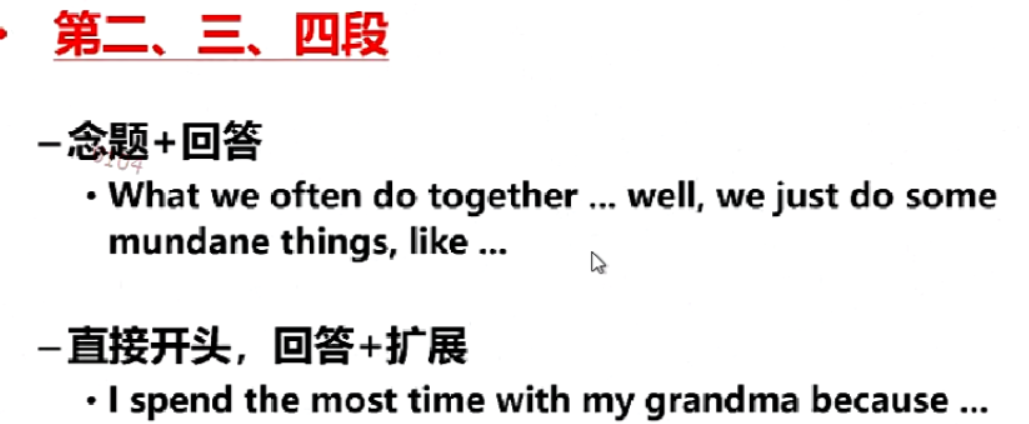 • 第二、三、四段
–念题+回答
• What we often do together ... well, we just do some
mundane things, like ...
–直接开头，回答+扩展
• I spend the most time with my grandma because ...